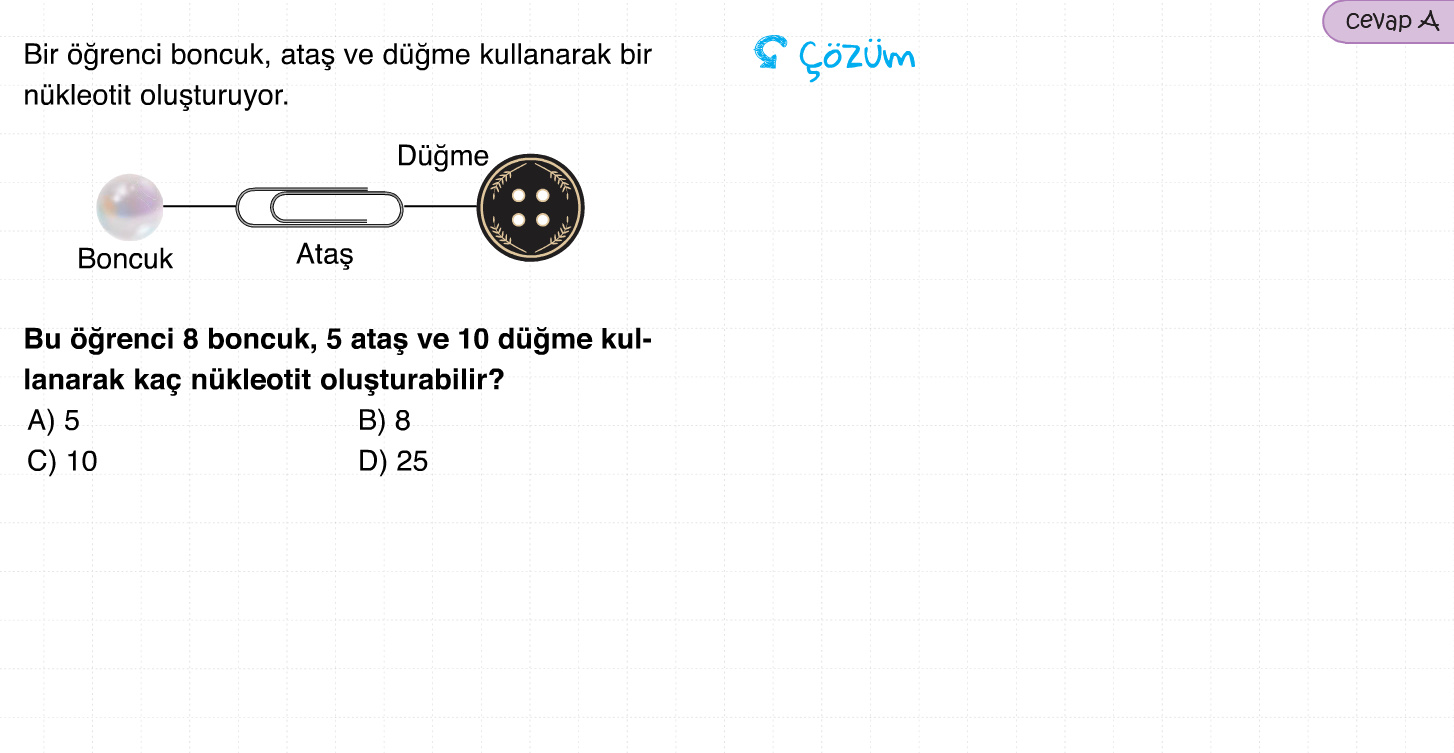 Bir öğrenci boncuk, ataş ve düğme kullanarak bir
nükleotit oluşturuyor.
Düğme
Boncuk
Ataş
Bu öğrenci 8 boncuk, 5 ataş ve 10 düğme kul-
lanarak kaç nükleotit oluşturabilir?
A) 5 B) 8
C) 10 D) 25
Çözüm
cevap A